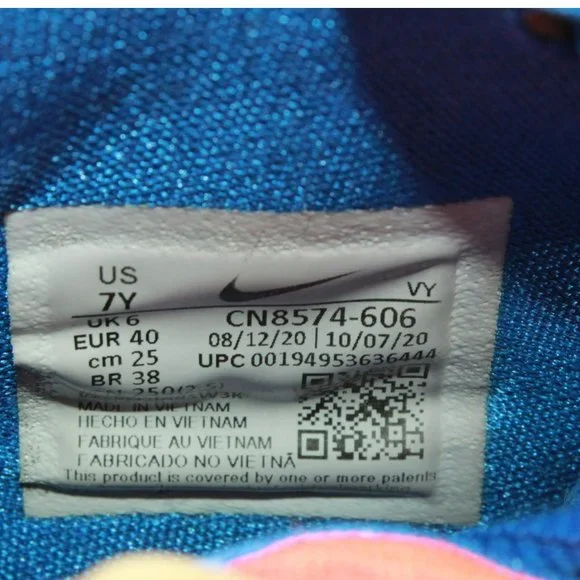 US
7Y
VY
UK 6
CN8574-606
EUR 40
08/12/20 | 10/07/20
cm 25
UPC 00194953636444
BR 38
MADE IN VIETNAM
HECHO EN VIETNAM
FABRIQUE AU VIETNAM
FABRICADO NO VIETNÃ
This product is covered by one or more patents